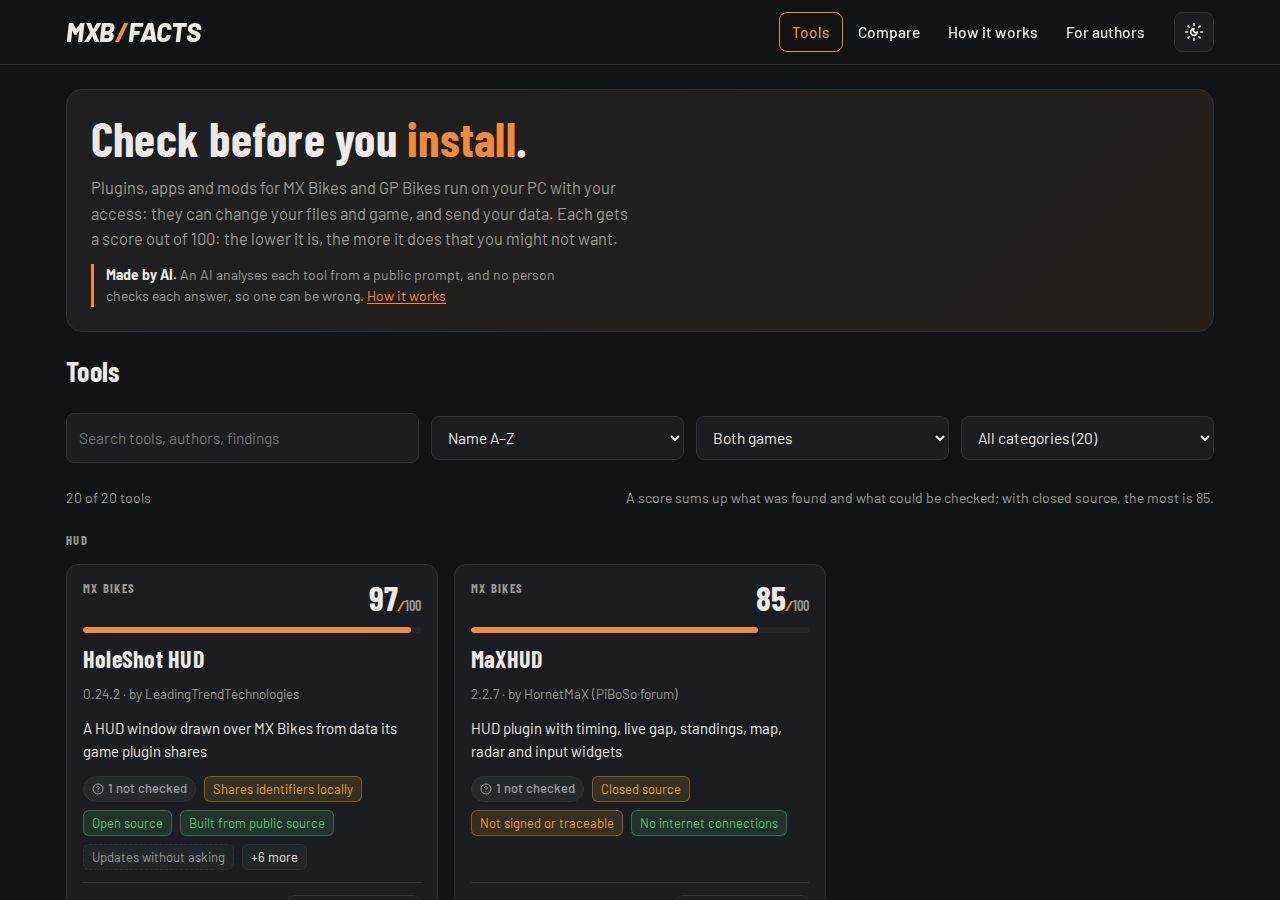 MXB/FACTS
Tools
Compare
How it works
For authors
Check before you install.
Plugins, apps and mods for MX Bikes and GP Bikes run on your PC with your
access: they can change your files and game, and send your data. Each gets
a score out of 100: the lower it is, the more it does that you might not want.
Made by AI. An AI analyses each tool from a public prompt, and no person
checks each answer, so one can be wrong. How it works
Tools
Search tools, authors, findings
Name A–Z
Both games
All categories (20)
20 of 20 tools
A score sums up what was found and what could be checked; with closed source, the most is 85.
HUD
MX BIKES
97/100
HoleShot HUD
0.24.2 · by LeadingTrendTechnologies
A HUD window drawn over MX Bikes from data its
game plugin shares
1 not checked
Shares identifiers locally
Open source
Built from public source
Updates without asking
+6 more
MX BIKES
85/100
MaXHUD
2.2.7 · by HornetMaX (PiBoSo forum)
HUD plugin with timing, live gap, standings, map,
radar and input widgets
1 not checked
Closed source
Not signed or traceable
No internet connections